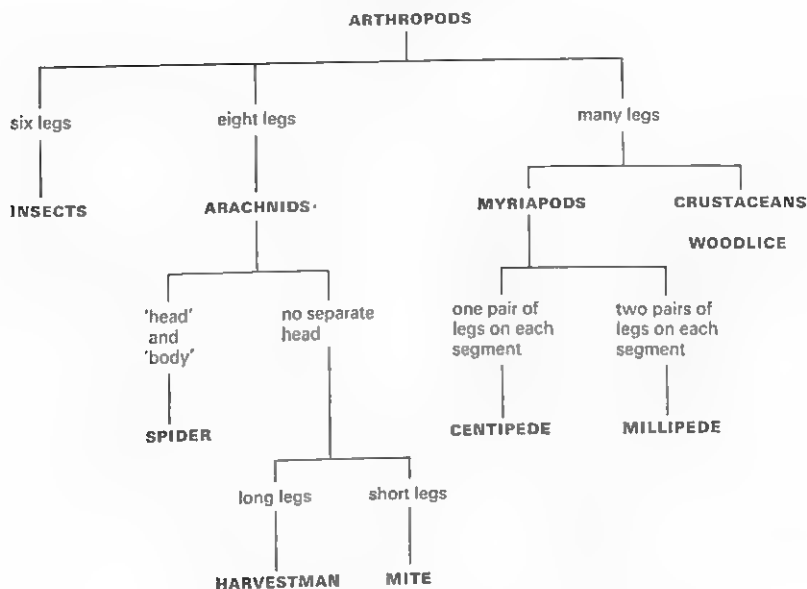 ARTHROPODS
six legs
eight legs
many legs
INSECTS
ARACHNIDS
MYRIAPODS
CRUSTACEANS
WOODLICE
'head'
and
'body'
no separate
head
one pair of
legs on each
segment
two pairs of
legs on each
segment
SPIDER
CENTIPEDE
MILLIPEDE
long legs
short legs
HARVESTMAN
MITE